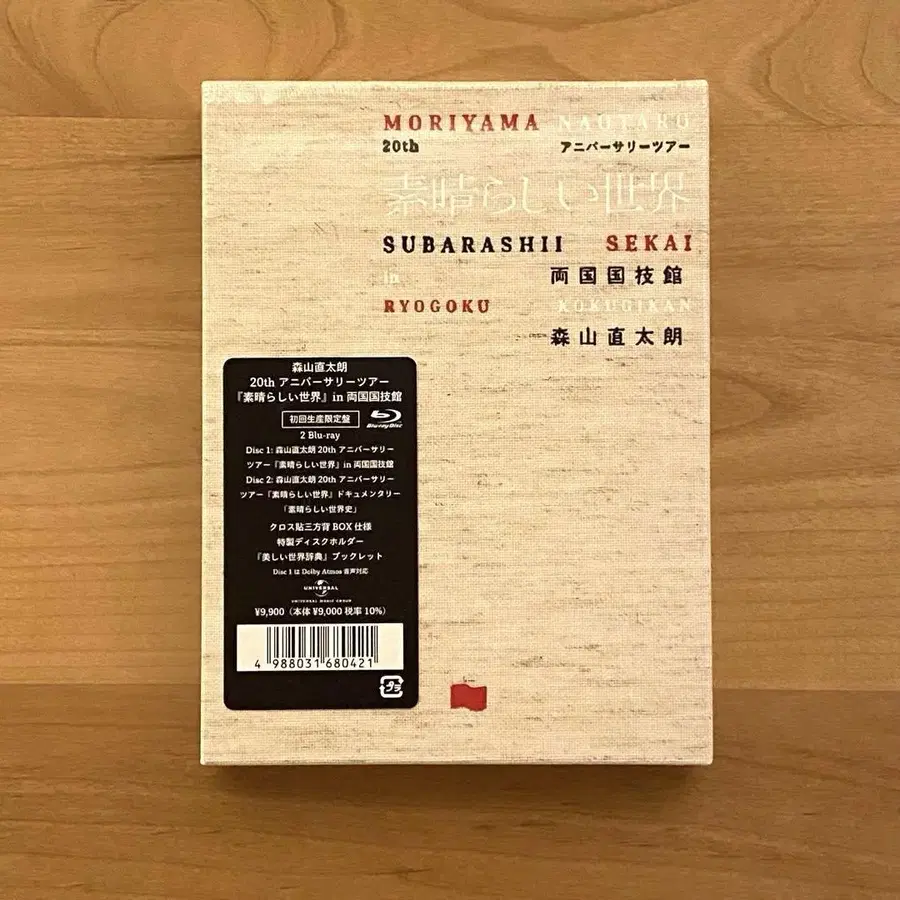 MORIYAMA NAOTARO
20th アニバーサリーツアー
素晴らしい世界
SUBARASHII SEKAI
in 両国国技館
RYOGOKU KOKUGIKAN
森山直太朗
森山直太朗
20th アニバーサリーツアー
『素晴らしい世界』in 両国国技館
初回生産限定盤 Blu-ray Disc
2 Blu-ray
Disc 1: 森山直太朗 20th アニバーサリー
ツアー『素晴らしい世界』in 両国国技館
Disc 2: 森山直太朗 20th アニバーサリー
ツアー『素晴らしい世界』ドキュメンタリー
「素晴らしい世界史」
クロス貼三方背 BOX 仕様
特製ディスクホルダー
『美しい世界辞典』ブックレット
Disc 1 は Dolby Atmos 音声対応
UNIVERSAL
UNIVERSAL MUSIC GROUP
¥9,900（本体 ¥9,000 税率 10%）
4 988031 680421
プラ